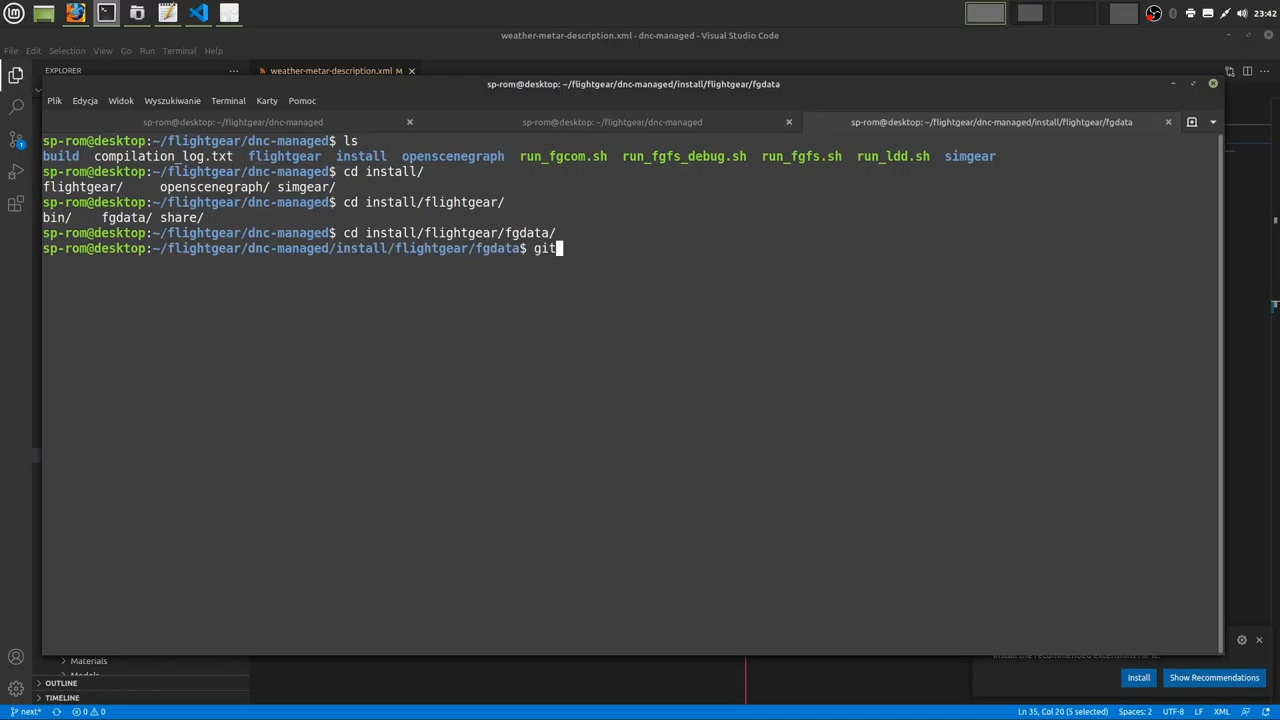 23:42
weather-metar-description.xml - dnc-managed - Visual Studio Code
File Edit Selection View Go Run Terminal Help
EXPLORER
weather-metar-description.xml M
sp-rom@desktop: ~/flightgear/dnc-managed/install/flightgear/fgdata
Plik Edycja Widok Wyszukiwanie Terminal Karty Pomoc
sp-rom@desktop: ~/flightgear/dnc-managed
sp-rom@desktop: ~/flightgear/dnc-managed
sp-rom@desktop: ~/flightgear/dnc-managed/install/flightgear/fgdata
sp-rom@desktop:~/flightgear/dnc-managed$ ls
build compilation_log.txt flightgear install openscenegraph run_fgcom.sh run_fgfs_debug.sh run_fgfs.sh run_ldd.sh simgear
sp-rom@desktop:~/flightgear/dnc-managed$ cd install/
flightgear/ openscenegraph/ simgear/
sp-rom@desktop:~/flightgear/dnc-managed$ cd install/flightgear/
bin/ fgdata/ share/
sp-rom@desktop:~/flightgear/dnc-managed$ cd install/flightgear/fgdata/
sp-rom@desktop:~/flightgear/dnc-managed/install/flightgear/fgdata$ git
1
Materials
OUTLINE
TIMELINE
Install Show Recommendations
next* 0 0 Ln 35, Col 20 (5 selected) Spaces: 2 UTF-8 LF XML